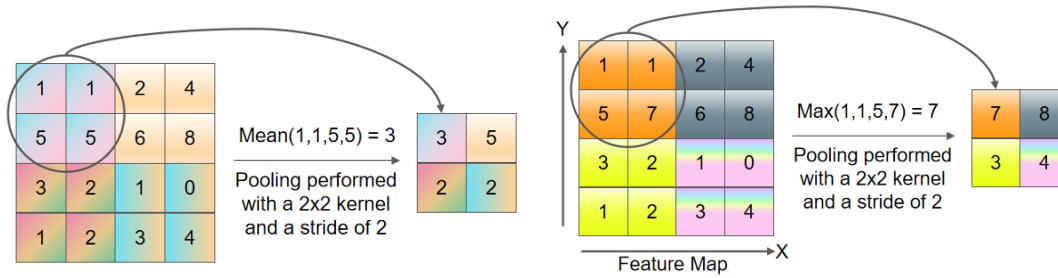 1 1 2 4
5 5 6 8
3 2 1 0
1 2 3 4
Mean(1,1,5,5) = 3
Pooling performed
with a 2x2 kernel
and a stride of 2
3 5
2 2
Y
1 1 2 4
5 7 6 8
3 2 1 0
1 2 3 4
X
Feature Map
Max(1,1,5,7) = 7
Pooling performed
with a 2x2 kernel
and a stride of 2
7 8
3 4